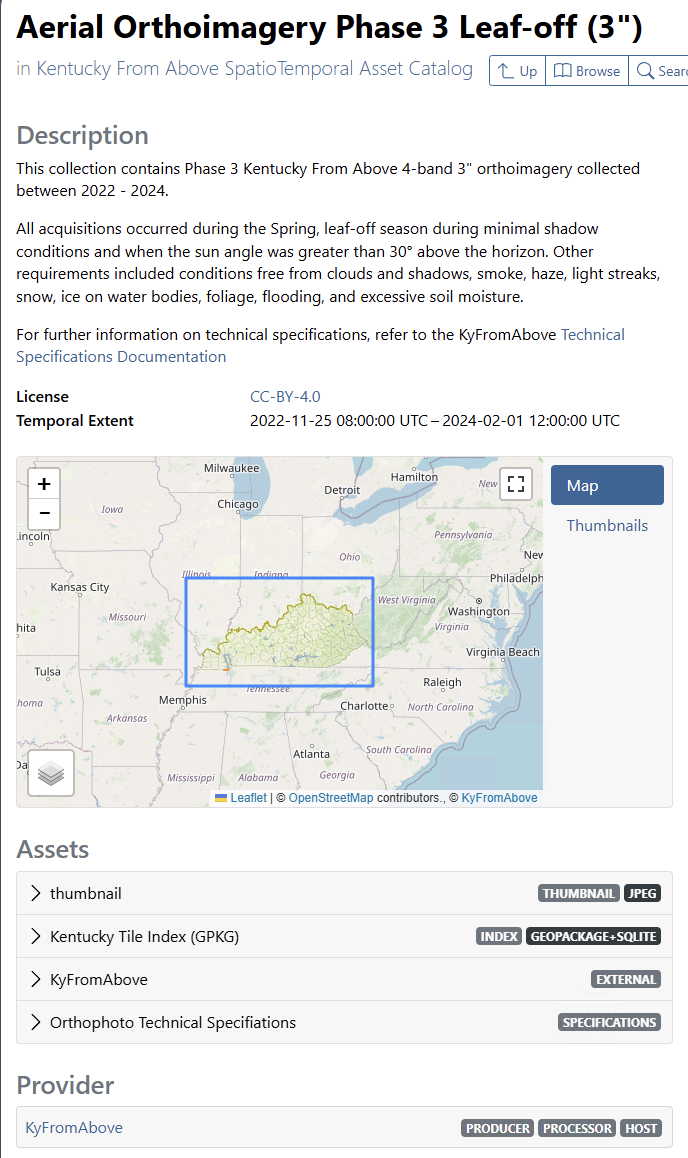 Aerial Orthoimagery Phase 3 Leaf-off (3")
in Kentucky From Above SpatioTemporal Asset Catalog
Up
Browse
Searc
Description
This collection contains Phase 3 Kentucky From Above 4-band 3" orthoimagery collected
between 2022 - 2024.
All acquisitions occurred during the Spring, leaf-off season during minimal shadow
conditions and when the sun angle was greater than 30° above the horizon. Other
requirements included conditions free from clouds and shadows, smoke, haze, light streaks,
snow, ice on water bodies, foliage, flooding, and excessive soil moisture.
For further information on technical specifications, refer to the KyFromAbove Technical
Specifications Documentation
License CC-BY-4.0
Temporal Extent 2022-11-25 08:00:00 UTC – 2024-02-01 12:00:00 UTC
+
−
Map
Thumbnails
Milwaukee
Hamilton
New
Detroit
Chicago
Iowa
incoln
Pennsylvania
Ohio
New
Illinois
Indiana
Philadelph
Kansas City
West Virginia
Washington
Missouri
Virginia
hita
Virginia Beach
Tulsa
Raleigh
Tennessee
homa
Memphis
Charlotte
North Carolina
Arkansas
South Carolina
Atlanta
Da
Mississippi
Alabama
Georgia
Leaflet | © OpenStreetMap contributors., © KyFromAbove
Assets
thumbnail THUMBNAIL JPEG
Kentucky Tile Index (GPKG) INDEX GEOPACKAGE+SQLITE
KyFromAbove EXTERNAL
Orthophoto Technical Specifiations SPECIFICATIONS
Provider
KyFromAbove PRODUCER PROCESSOR HOST